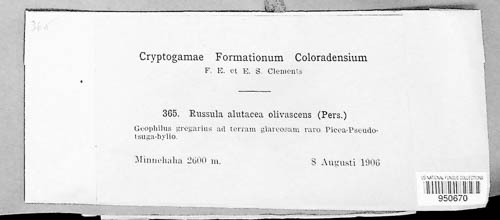 365
Cryptogamae Formationum Coloradensium
F. E. et E. S. Clements
365. Russula alutacea olivascens (Pers.)
Geophilus gregarius ad terram glareosam raro Picea-Pseudo-
tsuga-hylio.
Minnehaha 2600 m. 8 Augusti 1906
US NATIONAL FUNGUS COLLECTIONS
950670